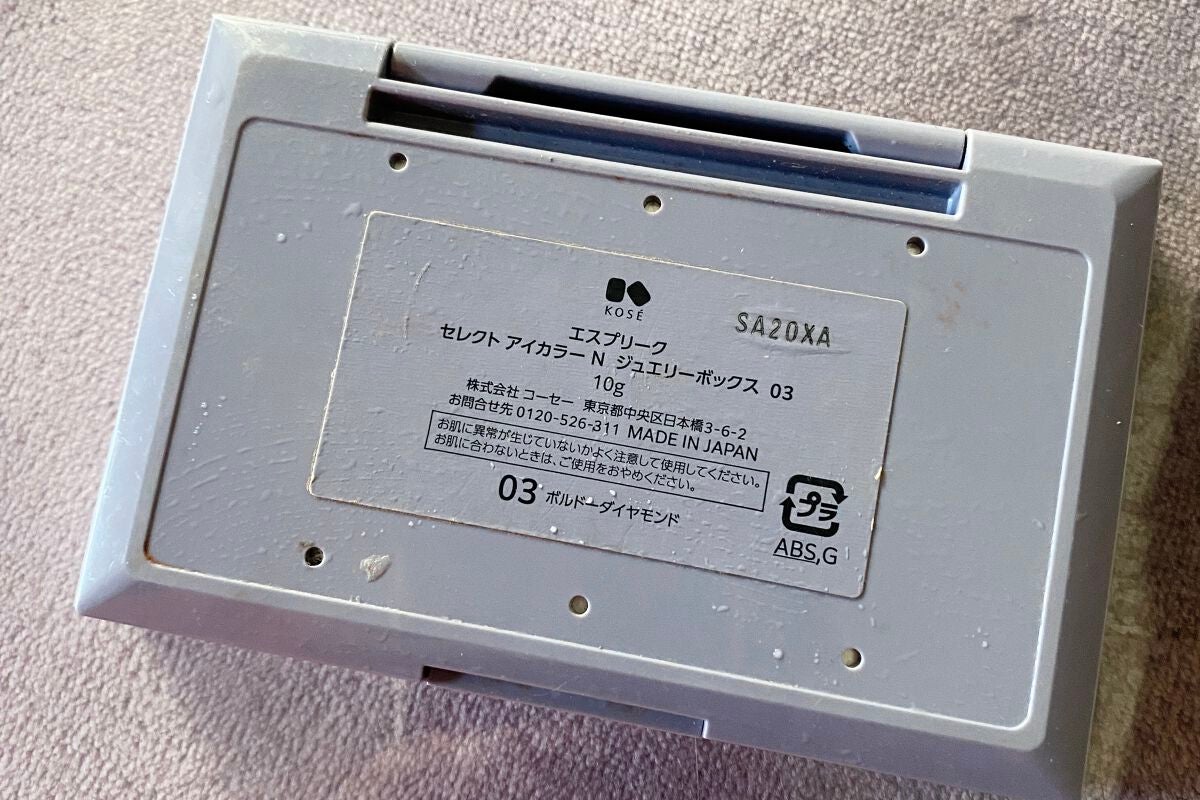 KOSÉ
SA20XA
エスプリーク
セレクト アイカラー N ジュエリーボックス 03
10g
株式会社 コーセー 東京都中央区日本橋3-6-2
お問合せ先 0120-526-311 MADE IN JAPAN
お肌に異常が生じていないかよく注意して使用してください。
お肌に合わないときは、ご使用をおやめください。
03 ボルドーダイヤモンド
プラ
ABS,G